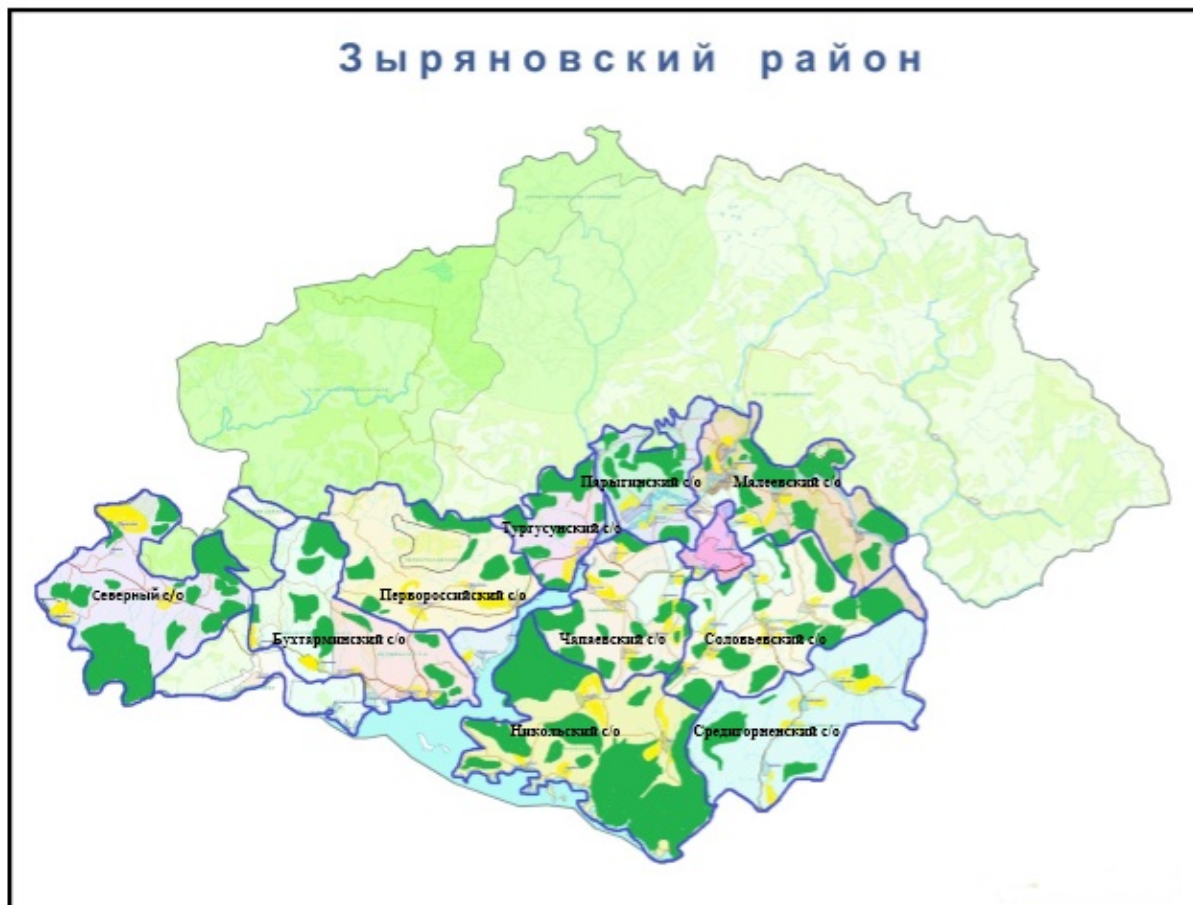 Зыряновский район
Парыгинский с/о
Малеевский с/о
Тургусунский с/о
Северный с/о
Первороссийский с/о
Бухтарминский с/о
Чапаевский с/о
Соловьевский с/о
Никольский с/о
Средигорненский с/о